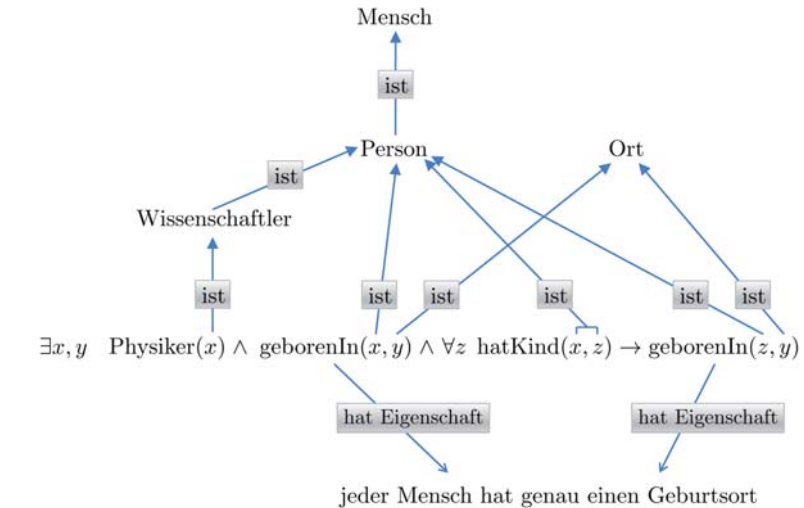 Mensch
ist
Person
Ort
ist
Wissenschaftler
ist
ist
ist
ist
ist
ist
∃x, y Physiker(x) ∧ geborenIn(x, y) ∧ ∀z hatKind(x, z) → geborenIn(z, y)
hat Eigenschaft
hat Eigenschaft
jeder Mensch hat genau einen Geburtsort